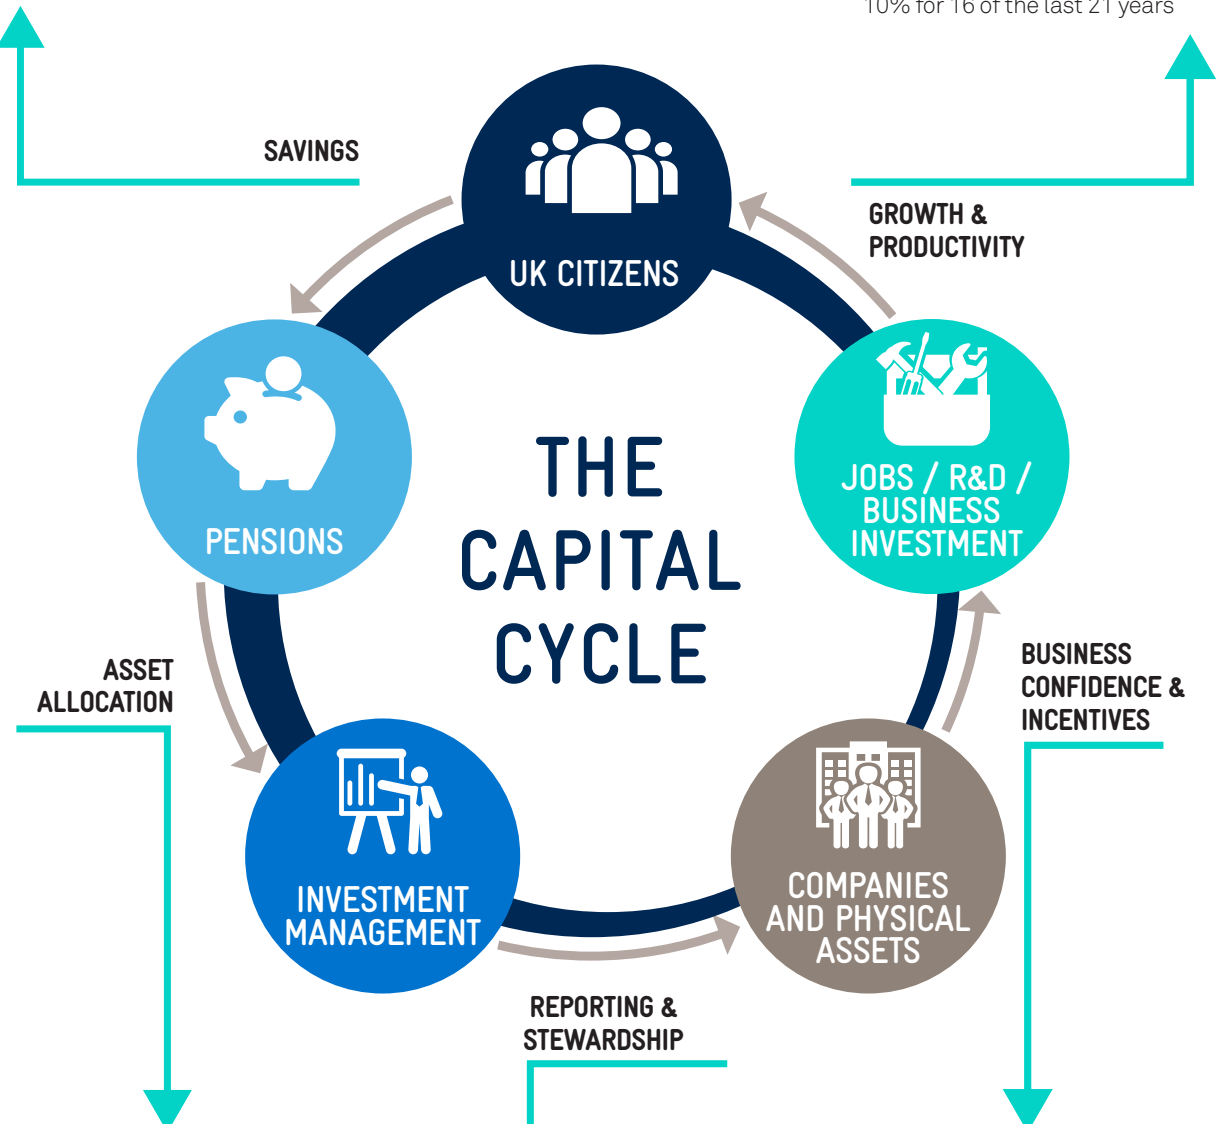 10% for 16 of the last 21 years
SAVINGS
GROWTH &
PRODUCTIVITY
UK CITIZENS
PENSIONS
JOBS / R&D /
BUSINESS
INVESTMENT
THE
CAPITAL
CYCLE
ASSET
ALLOCATION
BUSINESS
CONFIDENCE &
INCENTIVES
INVESTMENT
MANAGEMENT
COMPANIES
AND PHYSICAL
ASSETS
REPORTING &
STEWARDSHIP